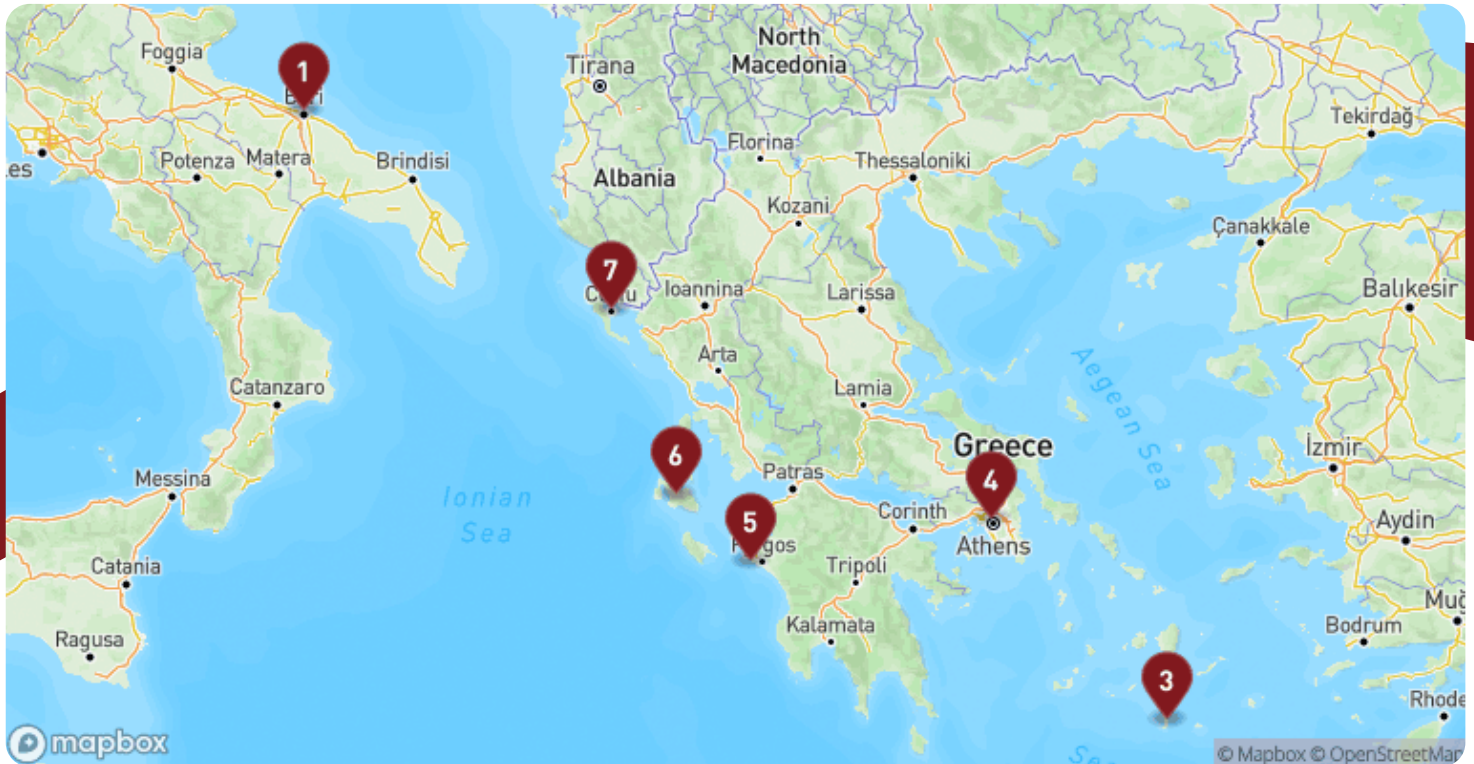 Foggia
1
Tirana
North
Macedonia
Tekirdağ
Florina
Potenza
Matera
Brindisi
Albania
Thessaloniki
es
Kozani
Çanakkale
7
Ioannina
Larissa
Balıkesir
Arta
Catanzaro
Lamia
Aegean Sea
Greece
İzmir
6
Patras
4
Messina
Ionian
Sea
5
Corinth
Athens
Aydin
Catania
Tripoli
Muğ
Kalamata
Bodrum
Ragusa
3
Rhode
mapbox
Se
© Mapbox © OpenStreetMap